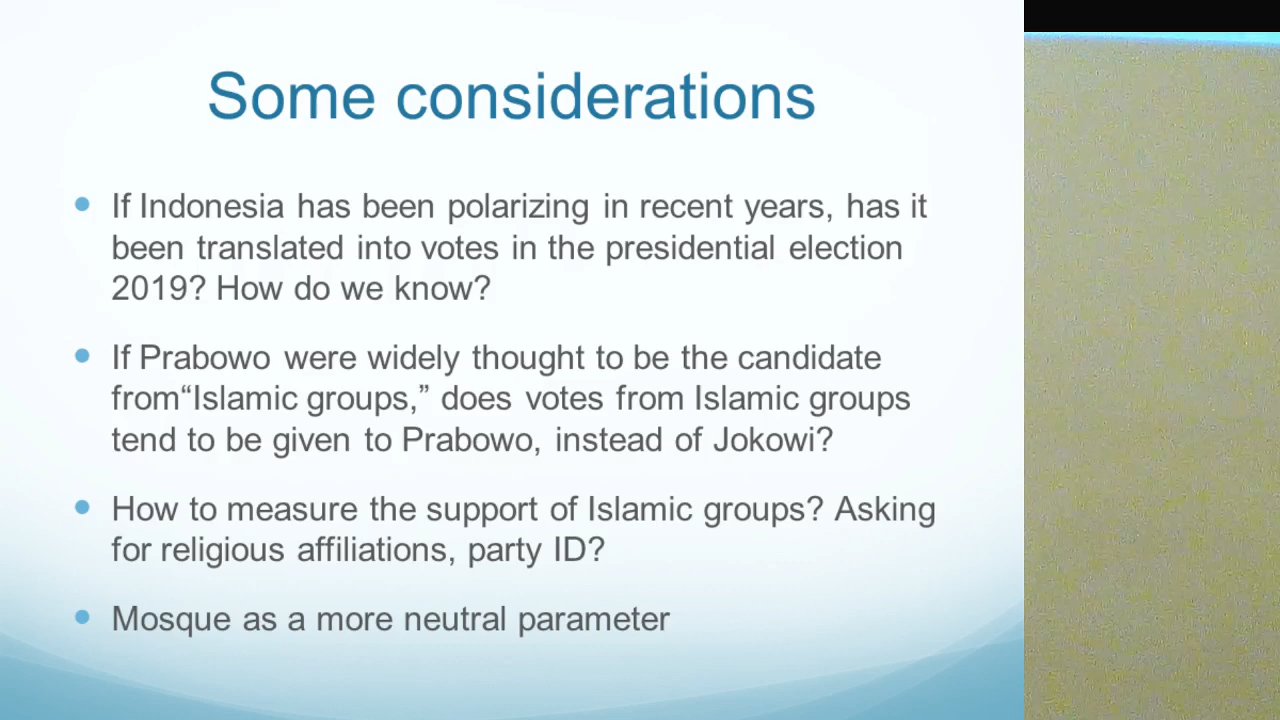 Some considerations
If Indonesia has been polarizing in recent years, has it
been translated into votes in the presidential election
2019? How do we know?
If Prabowo were widely thought to be the candidate
from“Islamic groups,” does votes from Islamic groups
tend to be given to Prabowo, instead of Jokowi?
How to measure the support of Islamic groups? Asking
for religious affiliations, party ID?
Mosque as a more neutral parameter